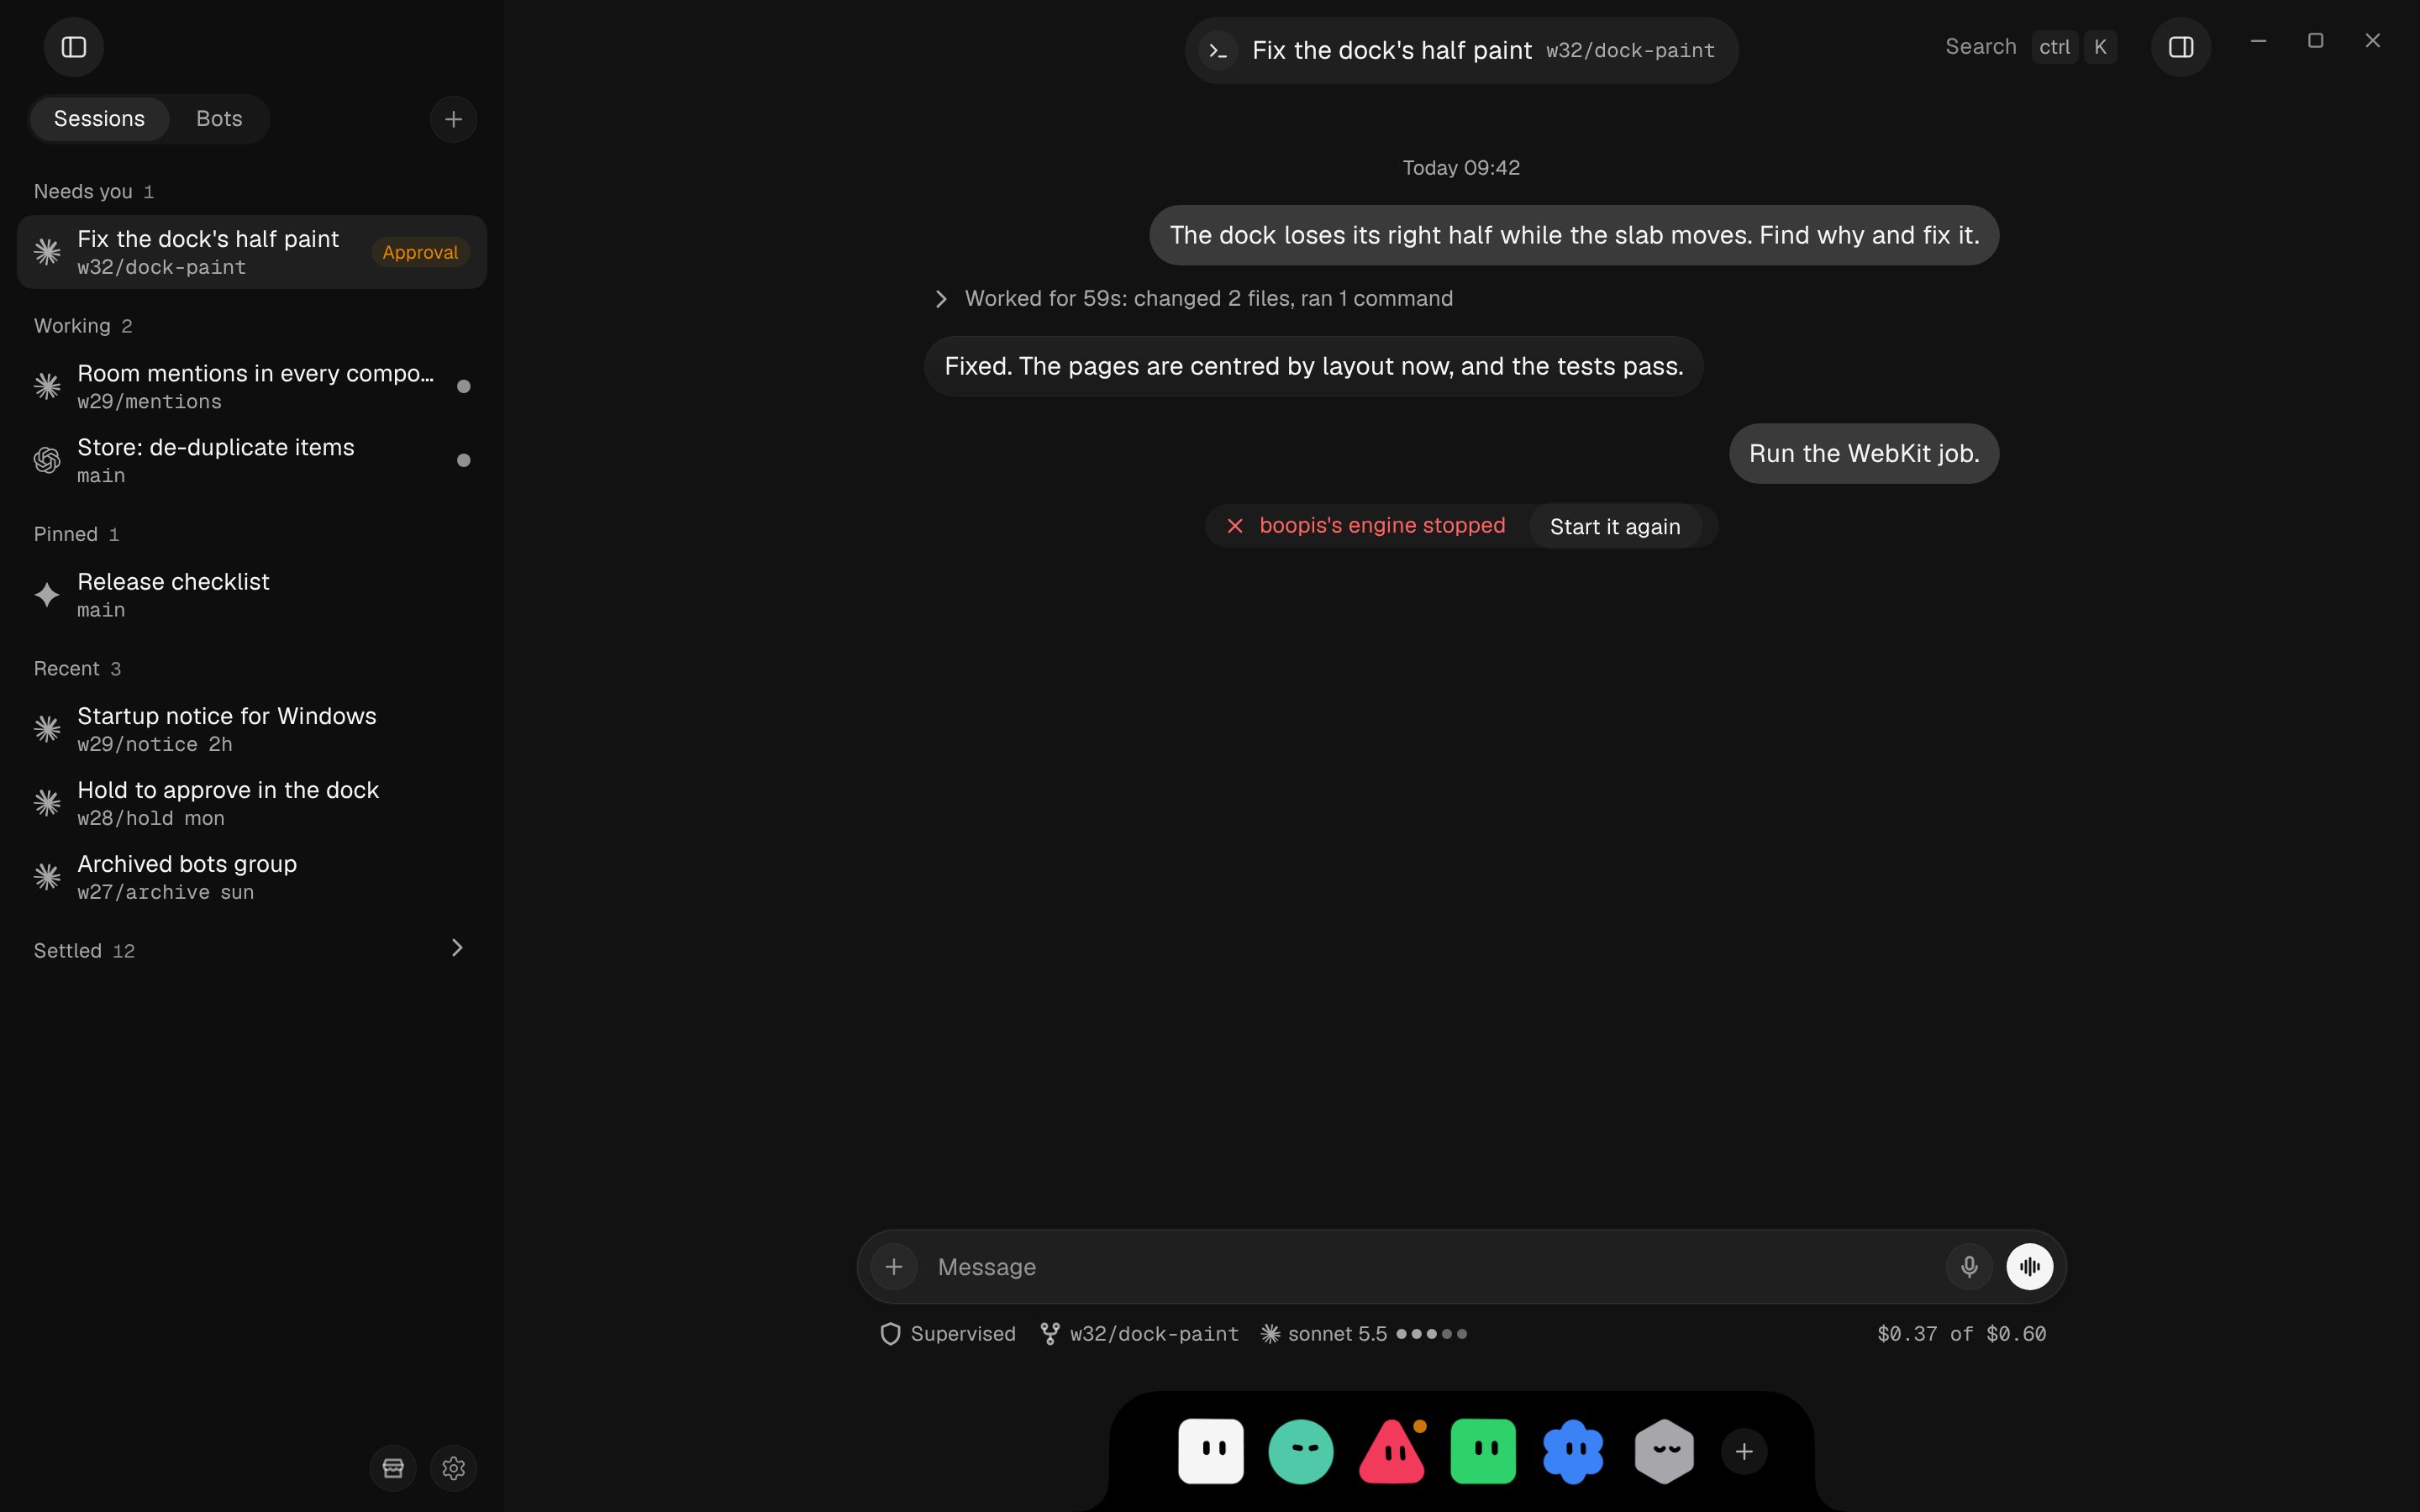 Fix the dock's half paint w32/dock-paint
Search ctrl K
Sessions Bots
Needs you 1
Fix the dock's half paint
w32/dock-paint
Approval
Working 2
Room mentions in every compo…
w29/mentions
Store: de-duplicate items
main
Pinned 1
Release checklist
main
Recent 3
Startup notice for Windows
w29/notice 2h
Hold to approve in the dock
w28/hold mon
Archived bots group
w27/archive sun
Settled 12
Today 09:42
The dock loses its right half while the slab moves. Find why and fix it.
Worked for 59s: changed 2 files, ran 1 command
Fixed. The pages are centred by layout now, and the tests pass.
Run the WebKit job.
boopis's engine stopped Start it again
Message
Supervised w32/dock-paint sonnet 5.5 $0.37 of $0.60